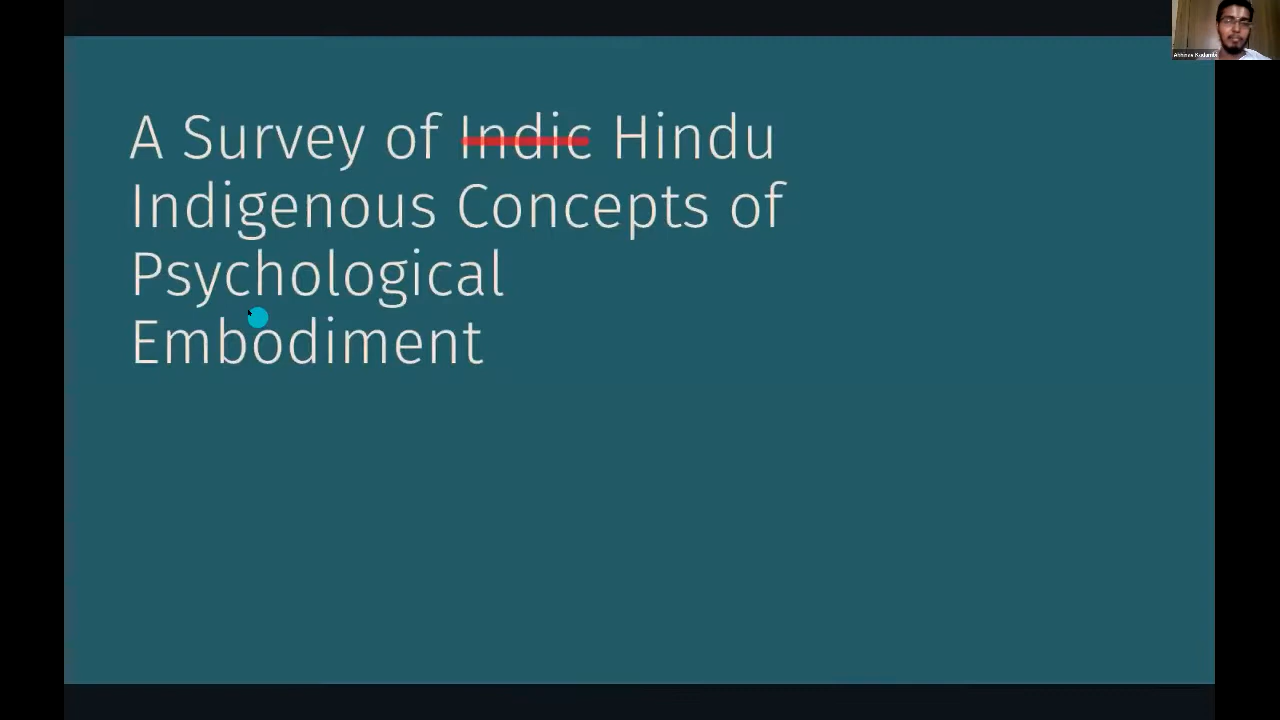 A Survey of Indic Hindu
Indigenous Concepts of
Psychological
Embodiment